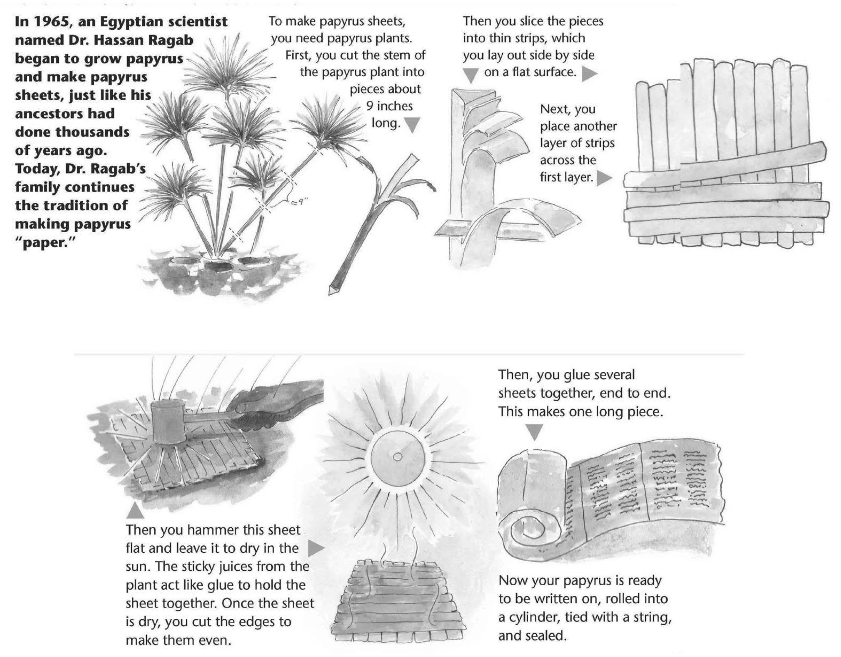 In 1965, an Egyptian scientist
named Dr. Hassan Ragab
began to grow papyrus
and make papyrus
sheets, just like his
ancestors had
done thousands
of years ago.
Today, Dr. Ragab's
family continues
the tradition of
making papyrus
"paper."
To make papyrus sheets,
you need papyrus plants.
First, you cut the stem of
the papyrus plant into
pieces about
9 inches
long.
≈9"
Then you slice the pieces
into thin strips, which
you lay out side by side
on a flat surface.
Next, you
place another
layer of strips
across the
first layer.
Then you hammer this sheet
flat and leave it to dry in the
sun. The sticky juices from the
plant act like glue to hold the
sheet together. Once the sheet
is dry, you cut the edges to
make them even.
Then, you glue several
sheets together, end to end.
This makes one long piece.
Now your papyrus is ready
to be written on, rolled into
a cylinder, tied with a string,
and sealed.